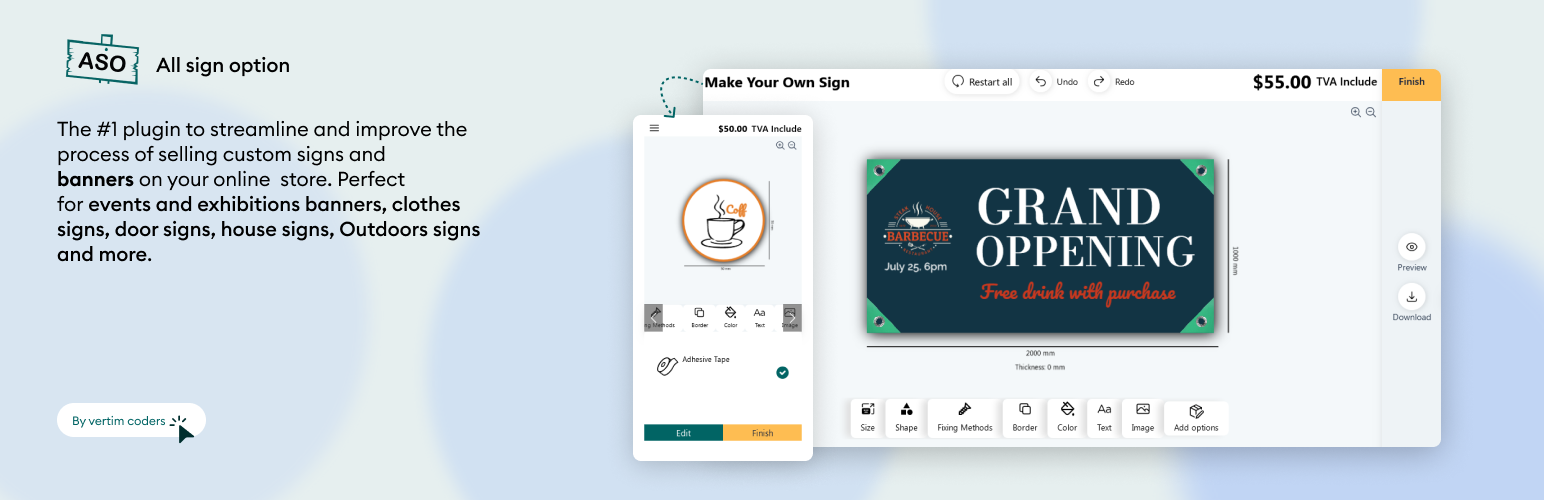 ASO
All sign option
The #1 plugin to streamline and improve the
process of selling custom signs and
banners on your online store. Perfect
for events and exhibitions banners, clothes
signs, door signs, house signs, Outdoors signs
and more.
By vertim coders
Make Your Own Sign
Restart all
Undo
Redo
$55.00 TVA Include
Finish
$50.00 TVA Include
Coff
ng Methods
Border
Color
Aa
Text
Image
Adhesive Tape
Edit
Finish
STEAK HOUSE
BARBECUE
July 25, 6pm
GRAND
OPPENING
Free drink with purchase
1000 mm
2000 mm
Thickness: 0 mm
Preview
Download
Size
Shape
Fixing Methods
Border
Color
Aa
Text
Image
Add options